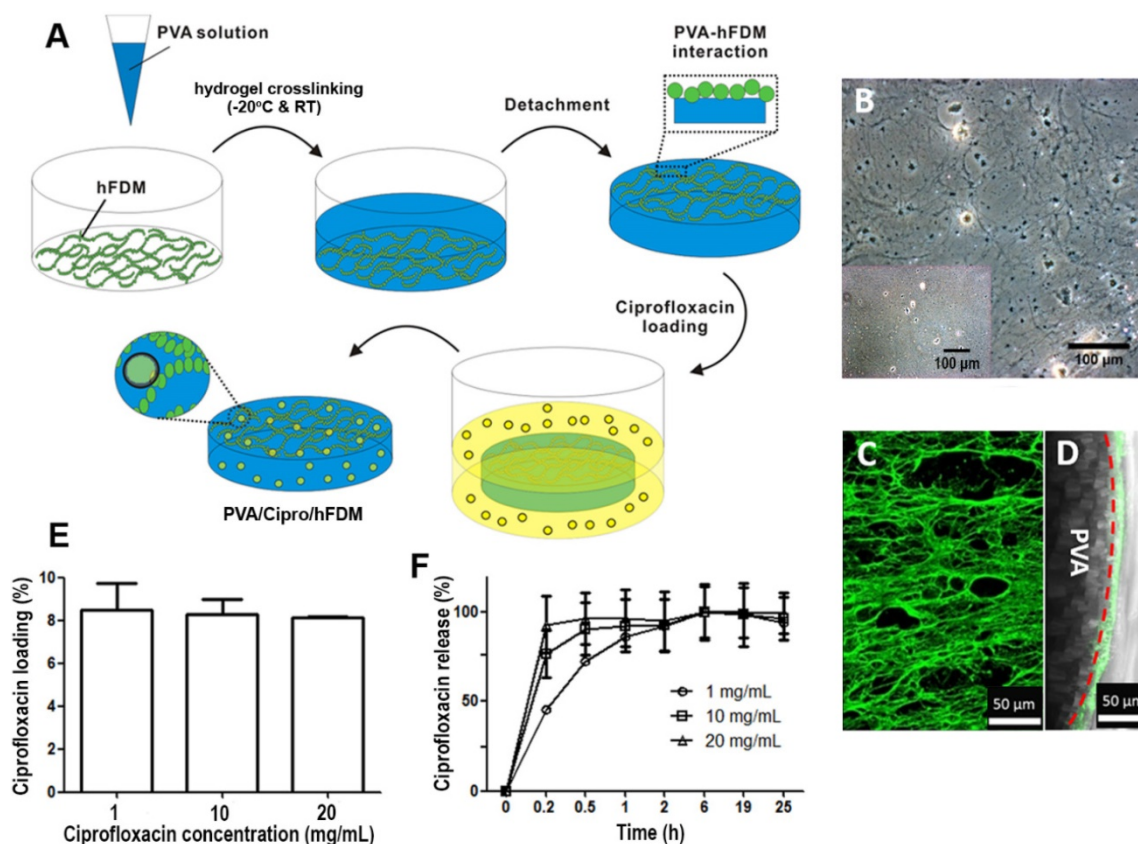 A
PVA solution
hydrogel crosslinking
(-20°C & RT)
hFDM
Detachment
PVA-hFDM
interaction
Ciprofloxacin
loading
PVA/Cipro/hFDM
B
100 µm
100 µm
C
50 µm
D
PVA
50 µm
E
Ciprofloxacin loading (%)
10
8
6
4
2
0
1
10
20
Ciprofloxacin concentration (mg/mL)
F
Ciprofloxacin release (%)
100
50
0
1 mg/mL
10 mg/mL
20 mg/mL
0
0.2
0.5
1
2
6
19
25
Time (h)